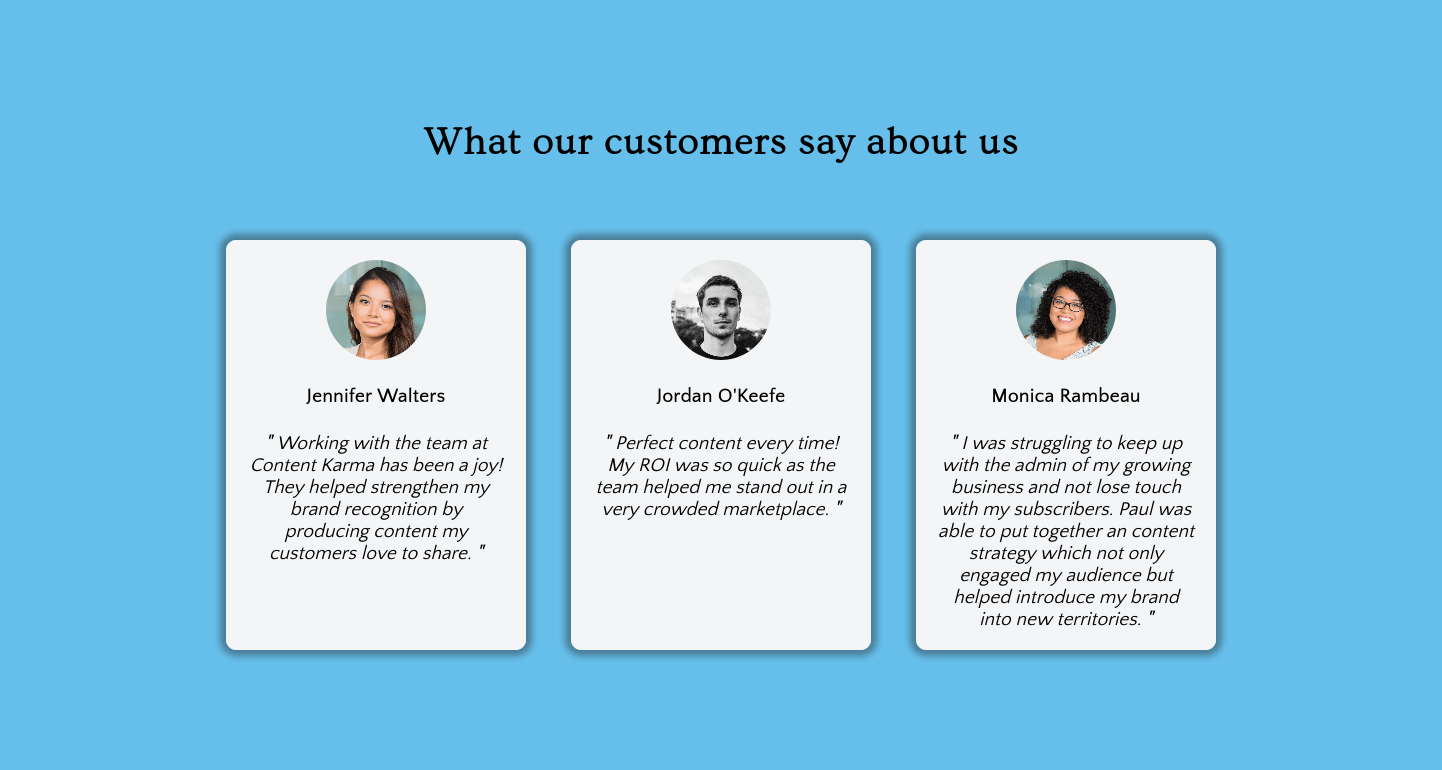 What our customers say about us
Jennifer Walters
" Working with the team at
Content Karma has been a joy!
They helped strengthen my
brand recognition by
producing content my
customers love to share. "
Jordan O'Keefe
" Perfect content every time!
My ROI was so quick as the
team helped me stand out in a
very crowded marketplace. "
Monica Rambeau
" I was struggling to keep up
with the admin of my growing
business and not lose touch
with my subscribers. Paul was
able to put together an content
strategy which not only
engaged my audience but
helped introduce my brand
into new territories. "